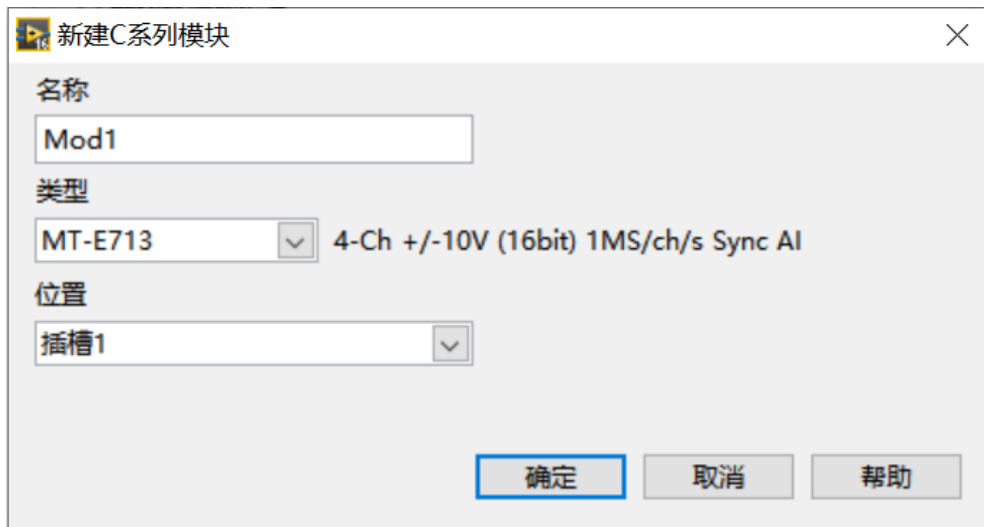 新建C系列模块
名称
Mod1
类型
MT-E713 4-Ch +/-10V (16bit) 1MS/ch/s Sync AI
位置
插槽1
确定 取消 帮助